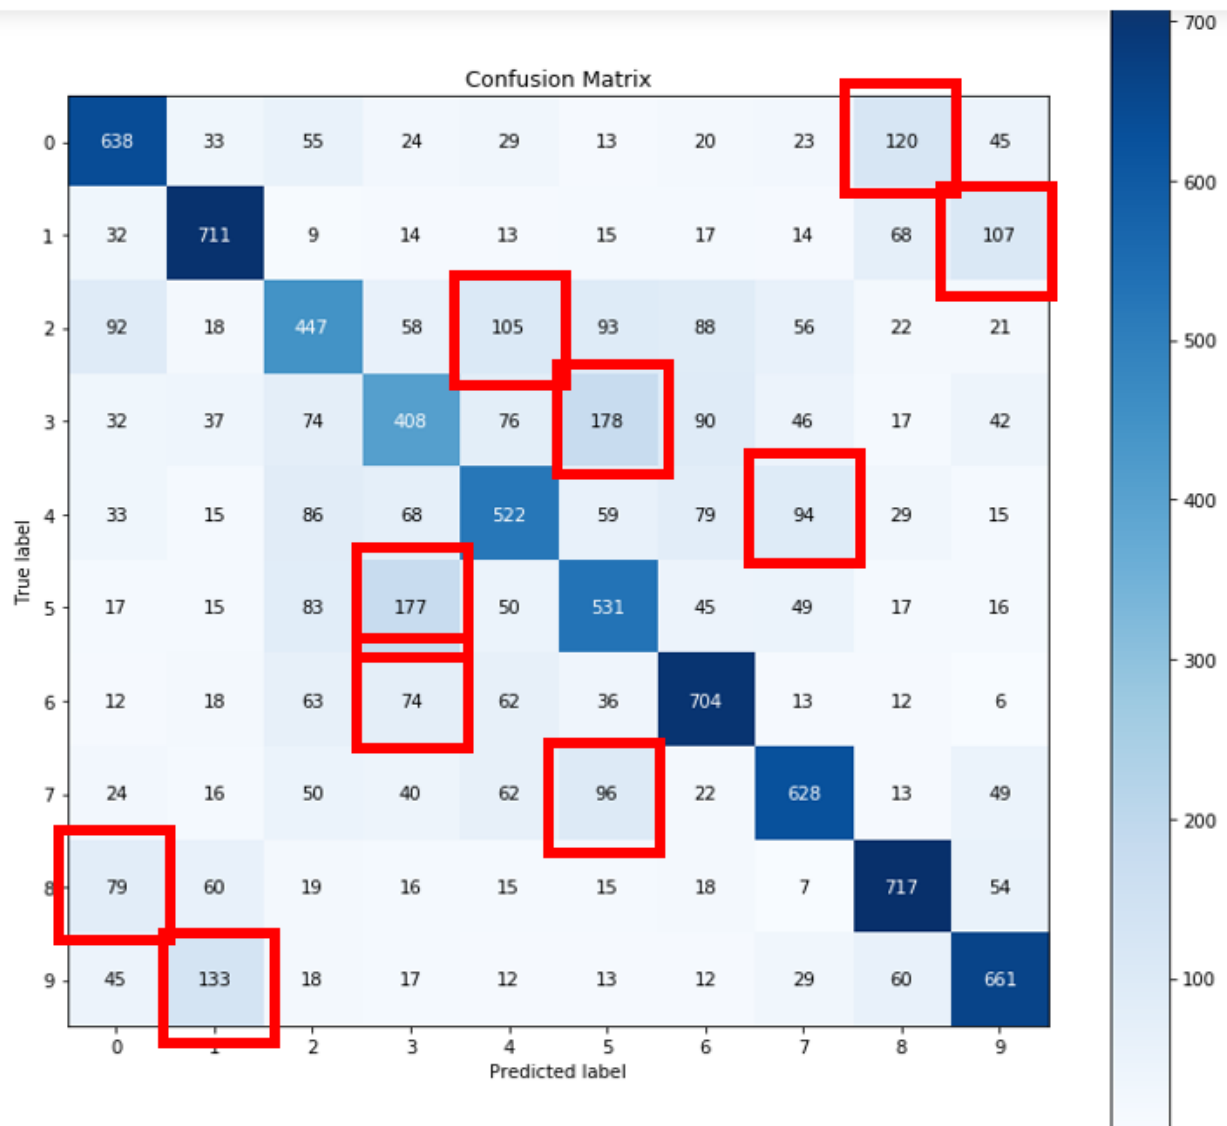 Confusion Matrix
0 638 33 55 24 29 13 20 23 120 45
1 32 711 9 14 13 15 17 14 68 107
2 92 18 447 58 105 93 88 56 22 21
3 32 37 74 408 76 178 90 46 17 42
4 33 15 86 68 522 59 79 94 29 15
5 17 15 83 177 50 531 45 49 17 16
6 12 18 63 74 62 36 704 13 12 6
7 24 16 50 40 62 96 22 628 13 49
8 79 60 19 16 15 15 18 7 717 54
9 45 133 18 17 12 13 12 29 60 661
0 1 2 3 4 5 6 7 8 9
Predicted label
True label
700
600
500
400
300
200
100